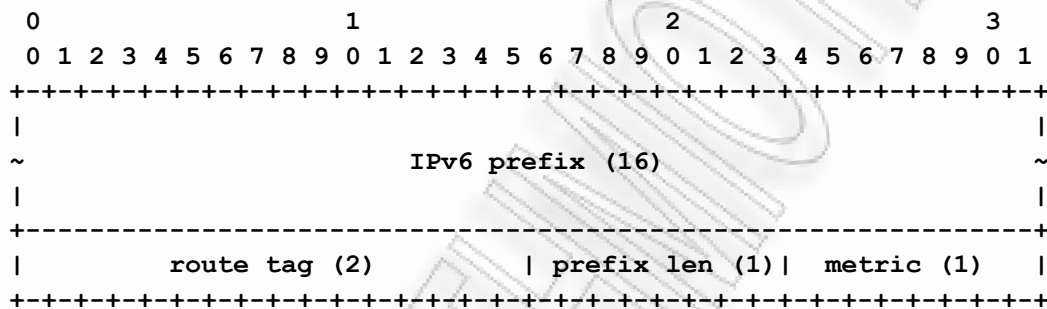 0                   1                   2                   3
 0 1 2 3 4 5 6 7 8 9 0 1 2 3 4 5 6 7 8 9 0 1 2 3 4 5 6 7 8 9 0 1
+-+-+-+-+-+-+-+-+-+-+-+-+-+-+-+-+-+-+-+-+-+-+-+-+-+-+-+-+-+-+-+-+
|                                                               |
~                        IPv6 prefix (16)                       ~
|                                                               |
+---------------------------------------------------------------+
|         route tag (2)         | prefix len (1)|  metric (1)   |
+-+-+-+-+-+-+-+-+-+-+-+-+-+-+-+-+-+-+-+-+-+-+-+-+-+-+-+-+-+-+-+-+